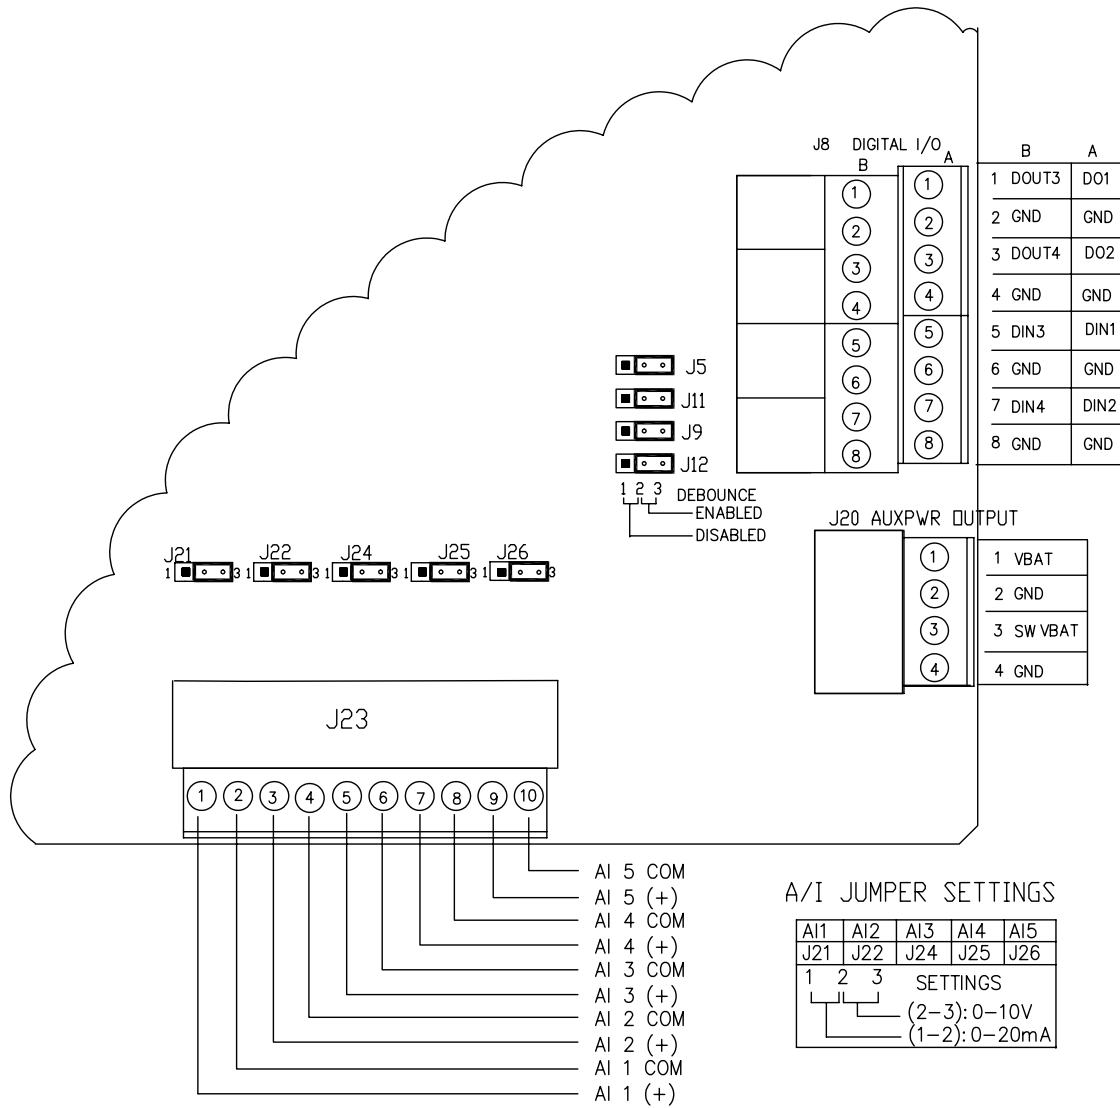 J8 DIGITAL I/O
B A
1 1
2 2
3 3
4 4
5 5
6 6
7 7
8 8
B A
1 DOUT3 DO1
2 GND GND
3 DOUT4 DO2
4 GND GND
5 DIN3 DIN1
6 GND GND
7 DIN4 DIN2
8 GND GND
J5
J11
J9
J12
1 2 3
DEBOUNCE
ENABLED
DISABLED
J20 AUXPWR OUTPUT
1
2
3
4
1 VBAT
2 GND
3 SW VBAT
4 GND
J21 J22 J24 J25 J26
1 3 1 3 1 3 1 3 1 3
J23
1 2 3 4 5 6 7 8 9 10
AI 5 COM
AI 5 (+)
AI 4 COM
AI 4 (+)
AI 3 COM
AI 3 (+)
AI 2 COM
AI 2 (+)
AI 1 COM
AI 1 (+)
A/I JUMPER SETTINGS
AI1 AI2 AI3 AI4 AI5
J21 J22 J24 J25 J26
1 2 3 SETTINGS
(2-3): 0-10V
(1-2): 0-20mA